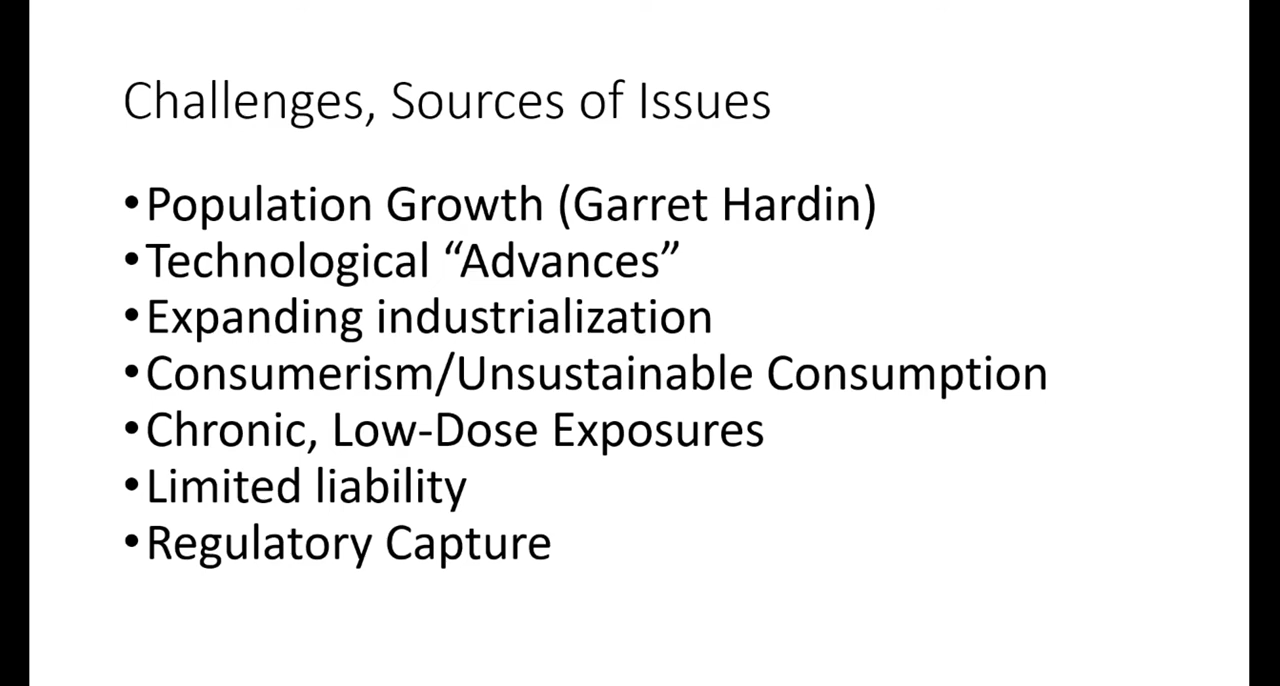 Challenges, Sources of Issues
•Population Growth (Garret Hardin)
•Technological “Advances”
•Expanding industrialization
•Consumerism/Unsustainable Consumption
•Chronic, Low-Dose Exposures
•Limited liability
•Regulatory Capture